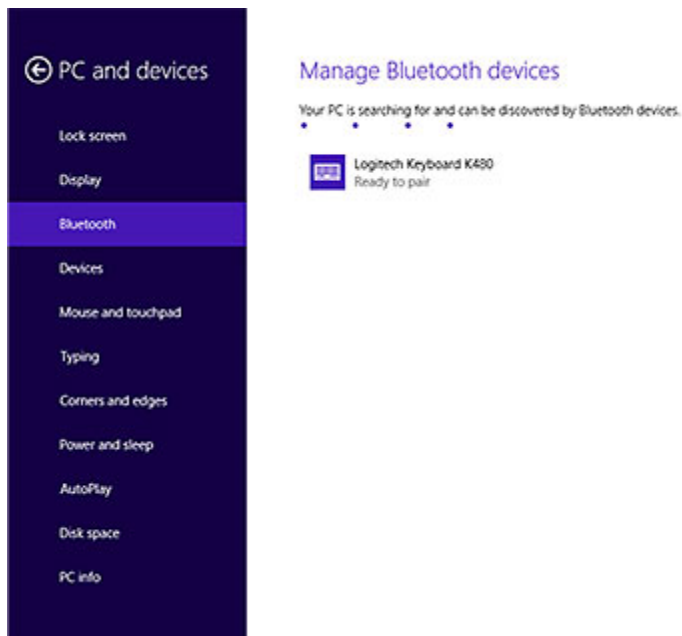 PC and devices
Lock screen
Display
Bluetooth
Devices
Mouse and touchpad
Typing
Corners and edges
Power and sleep
AutoPlay
Disk space
PC info
Manage Bluetooth devices
Your PC is searching for and can be discovered by Bluetooth devices.
Logitech Keyboard K480
Ready to pair